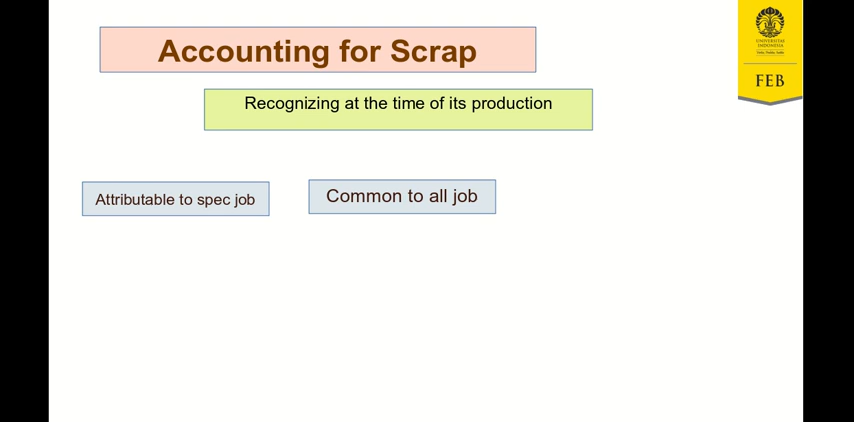 Accounting for Scrap
UNIVERSITAS
INDONESIA
FEB
Recognizing at the time of its production
Attributable to spec job
Common to all job